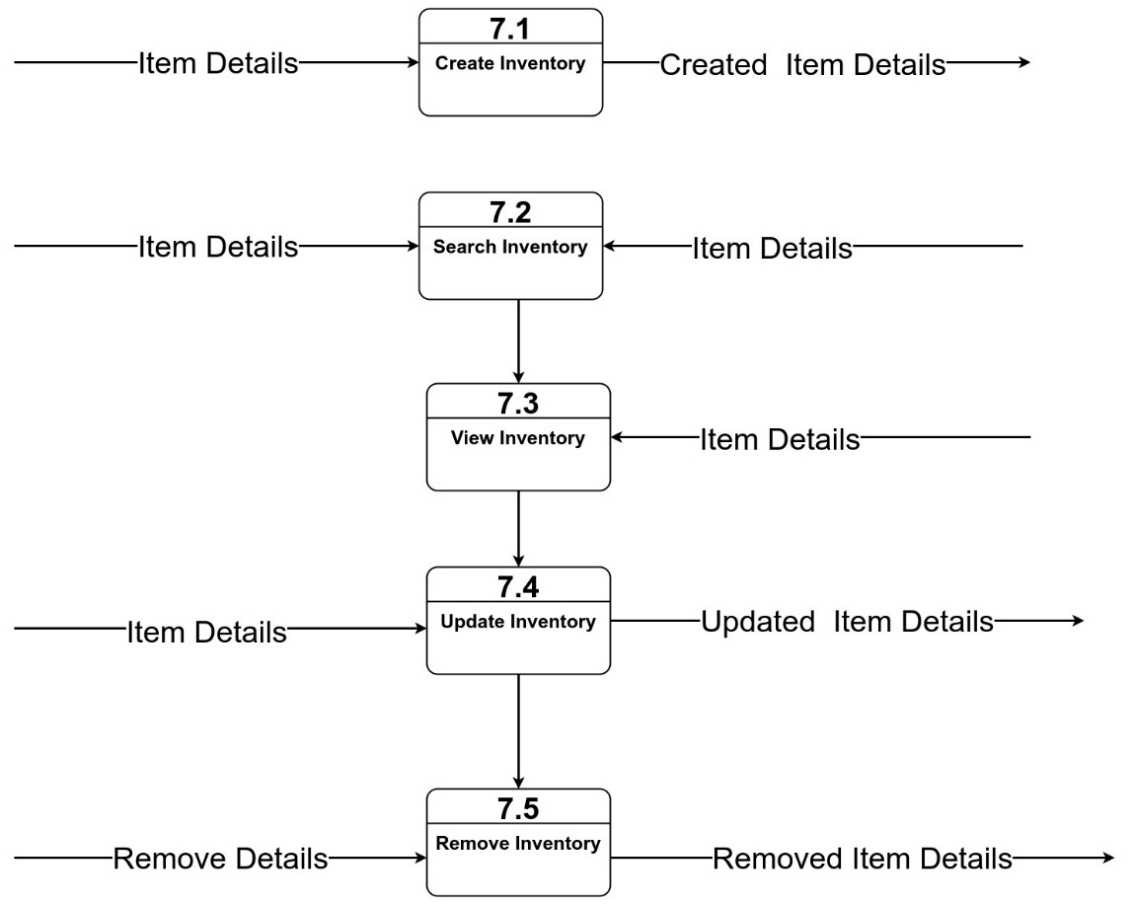 7.1
Item Details
Create Inventory
Created Item Details
7.2
Item Details
Search Inventory
Item Details
7.3
View Inventory
Item Details
7.4
Item Details
Update Inventory
Updated Item Details
7.5
Remove Details
Remove Inventory
Removed Item Details